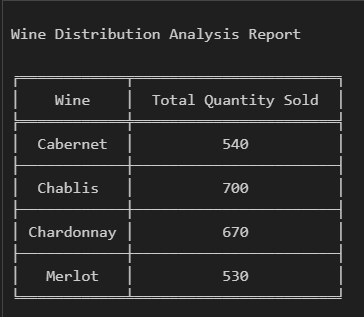 Wine Distribution Analysis Report
Wine Total Quantity Sold
Cabernet 540
Chablis 700
Chardonnay 670
Merlot 530